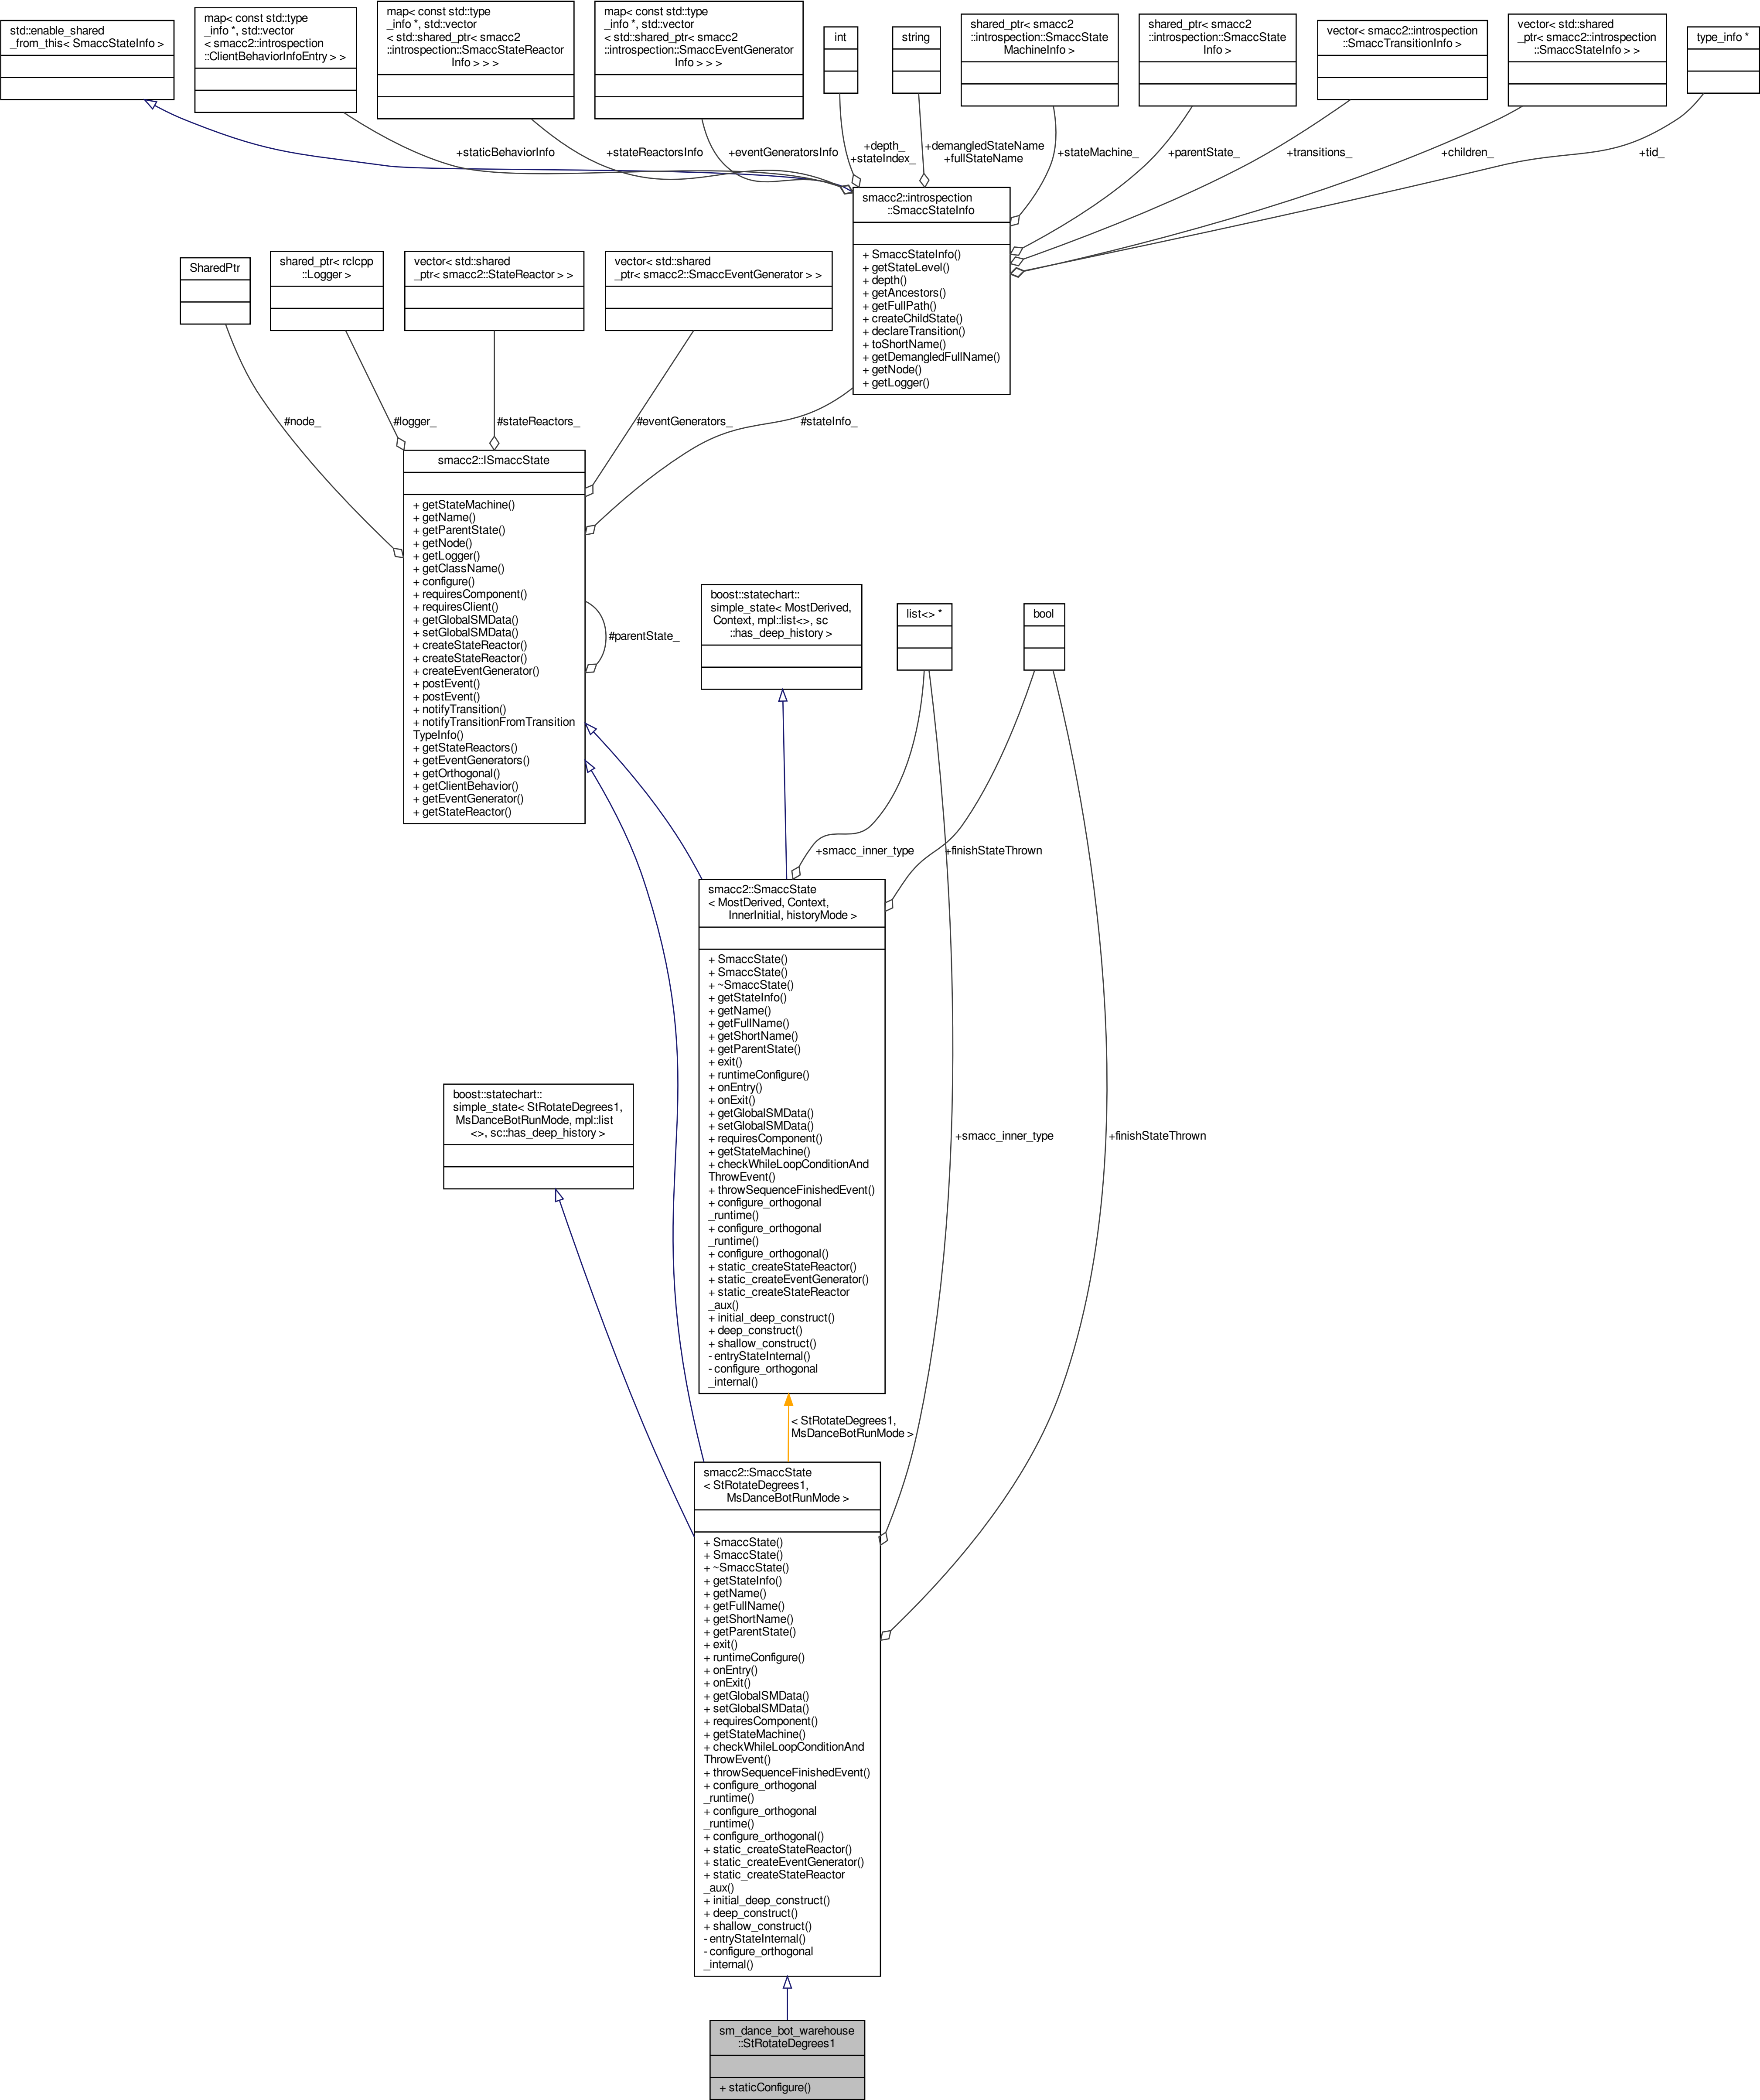 std::enable_shared
_from_this< SmaccStateInfo >
map< const std::type
_info *, std::vector
< smacc2::introspection
::ClientBehaviorInfoEntry > >
map< const std::type
_info *, std::vector
< std::shared_ptr< smacc2
::introspection::SmaccStateReactor
Info > > >
map< const std::type
_info *, std::vector
< std::shared_ptr< smacc2
::introspection::SmaccEventGenerator
Info > > >
int
string
shared_ptr< smacc2
::introspection::SmaccState
MachineInfo >
shared_ptr< smacc2
::introspection::SmaccState
Info >
vector< smacc2::introspection
::SmaccTransitionInfo >
vector< std::shared
_ptr< smacc2::introspection
::SmaccStateInfo > >
type_info *
+staticBehaviorInfo
+stateReactorsInfo
+eventGeneratorsInfo
+depth_
+stateIndex_
+demangledStateName
+fullStateName
+stateMachine_
+parentState_
+transitions_
+children_
+tid_
smacc2::introspection
::SmaccStateInfo
+ SmaccStateInfo()
+ getStateLevel()
+ depth()
+ getAncestors()
+ getFullPath()
+ createChildState()
+ declareTransition()
+ toShortName()
+ getDemangledFullName()
+ getNode()
+ getLogger()
SharedPtr
shared_ptr< rclcpp
::Logger >
vector< std::shared
_ptr< smacc2::StateReactor > >
vector< std::shared
_ptr< smacc2::SmaccEventGenerator > >
#node_
#logger_
#stateReactors_
#eventGenerators_
#stateInfo_
smacc2::ISmaccState
+ getStateMachine()
+ getName()
+ getParentState()
+ getNode()
+ getLogger()
+ getClassName()
+ configure()
+ requiresComponent()
+ requiresClient()
+ getGlobalSMData()
+ setGlobalSMData()
+ createStateReactor()
+ createStateReactor()
+ createEventGenerator()
+ postEvent()
+ postEvent()
+ notifyTransition()
+ notifyTransitionFromTransition
TypeInfo()
+ getStateReactors()
+ getEventGenerators()
+ getOrthogonal()
+ getClientBehavior()
+ getEventGenerator()
+ getStateReactor()
#parentState_
boost::statechart::
simple_state< MostDerived,
Context, mpl::list<>, sc
::has_deep_history >
list<> *
bool
+smacc_inner_type
+finishStateThrown
smacc2::SmaccState
< MostDerived, Context,
InnerInitial, historyMode >
+ SmaccState()
+ SmaccState()
+ ~SmaccState()
+ getStateInfo()
+ getName()
+ getFullName()
+ getShortName()
+ getParentState()
+ exit()
+ runtimeConfigure()
+ onEntry()
+ onExit()
+ getGlobalSMData()
+ setGlobalSMData()
+ requiresComponent()
+ getStateMachine()
+ checkWhileLoopConditionAnd
ThrowEvent()
+ throwSequenceFinishedEvent()
+ configure_orthogonal
_runtime()
+ configure_orthogonal
_runtime()
+ configure_orthogonal()
+ static_createStateReactor()
+ static_createEventGenerator()
+ static_createStateReactor
_aux()
+ initial_deep_construct()
+ deep_construct()
+ shallow_construct()
- entryStateInternal()
- configure_orthogonal
_internal()
boost::statechart::
simple_state< StRotateDegrees1,
MsDanceBotRunMode, mpl::list
<>, sc::has_deep_history >
+smacc_inner_type
+finishStateThrown
< StRotateDegrees1,
MsDanceBotRunMode >
smacc2::SmaccState
< StRotateDegrees1,
MsDanceBotRunMode >
+ SmaccState()
+ SmaccState()
+ ~SmaccState()
+ getStateInfo()
+ getName()
+ getFullName()
+ getShortName()
+ getParentState()
+ exit()
+ runtimeConfigure()
+ onEntry()
+ onExit()
+ getGlobalSMData()
+ setGlobalSMData()
+ requiresComponent()
+ getStateMachine()
+ checkWhileLoopConditionAnd
ThrowEvent()
+ throwSequenceFinishedEvent()
+ configure_orthogonal
_runtime()
+ configure_orthogonal
_runtime()
+ configure_orthogonal()
+ static_createStateReactor()
+ static_createEventGenerator()
+ static_createStateReactor
_aux()
+ initial_deep_construct()
+ deep_construct()
+ shallow_construct()
- entryStateInternal()
- configure_orthogonal
_internal()
sm_dance_bot_warehouse
::StRotateDegrees1
+ staticConfigure()